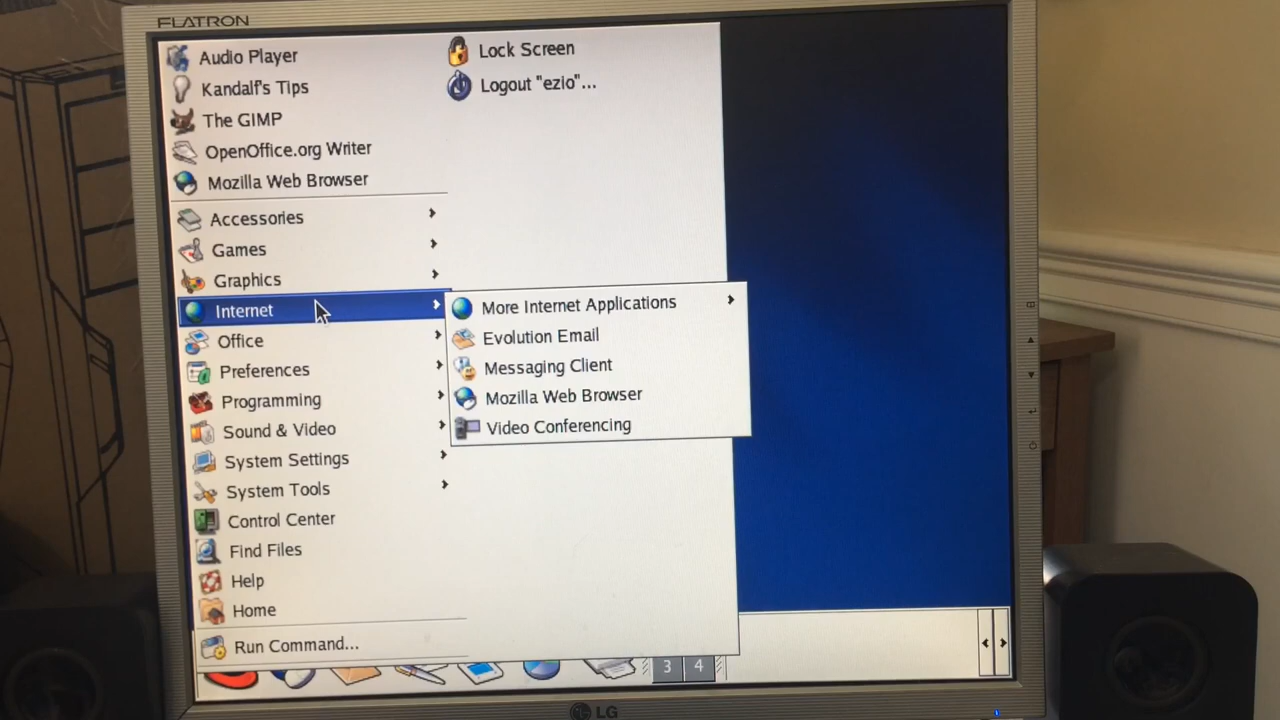 FLATRON
Audio Player
Kandalf's Tips
The GIMP
OpenOffice.org Writer
Mozilla Web Browser
Accessories
Games
Graphics
Internet
Office
Preferences
Programming
Sound & Video
System Settings
System Tools
Control Center
Find Files
Help
Home
Run Command...
Lock Screen
Logout "ezio"...
More Internet Applications
Evolution Email
Messaging Client
Mozilla Web Browser
Video Conferencing
3 4
LG